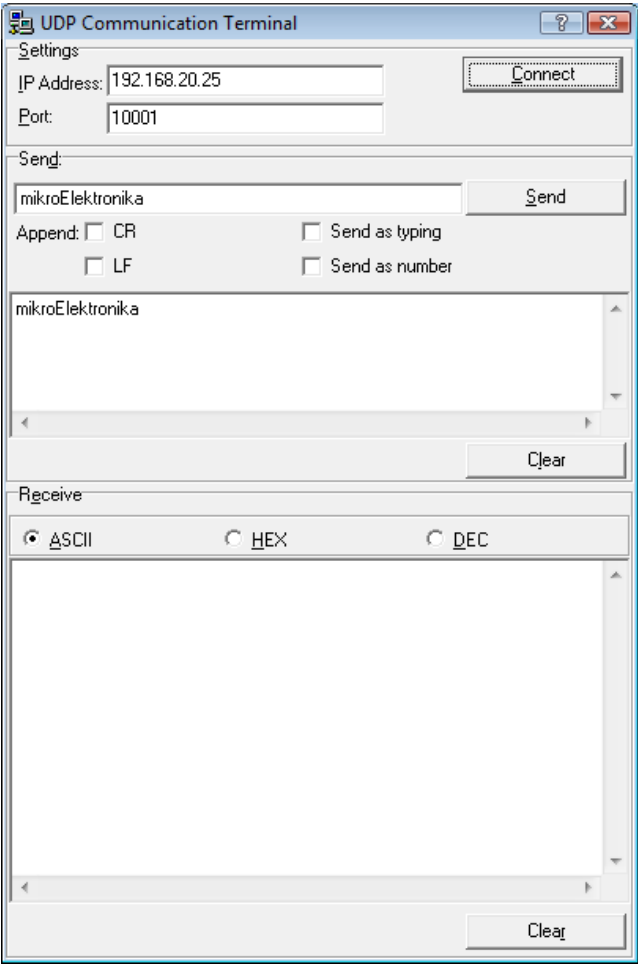 UDP Communication Terminal
Settings
IP Address: 192.168.20.25
Connect
Port: 10001
Send:
mikroElektronika
Send
Append: CR
Send as typing
LF
Send as number
mikroElektronika
Clear
Receive
ASCII
HEX
DEC
Clear